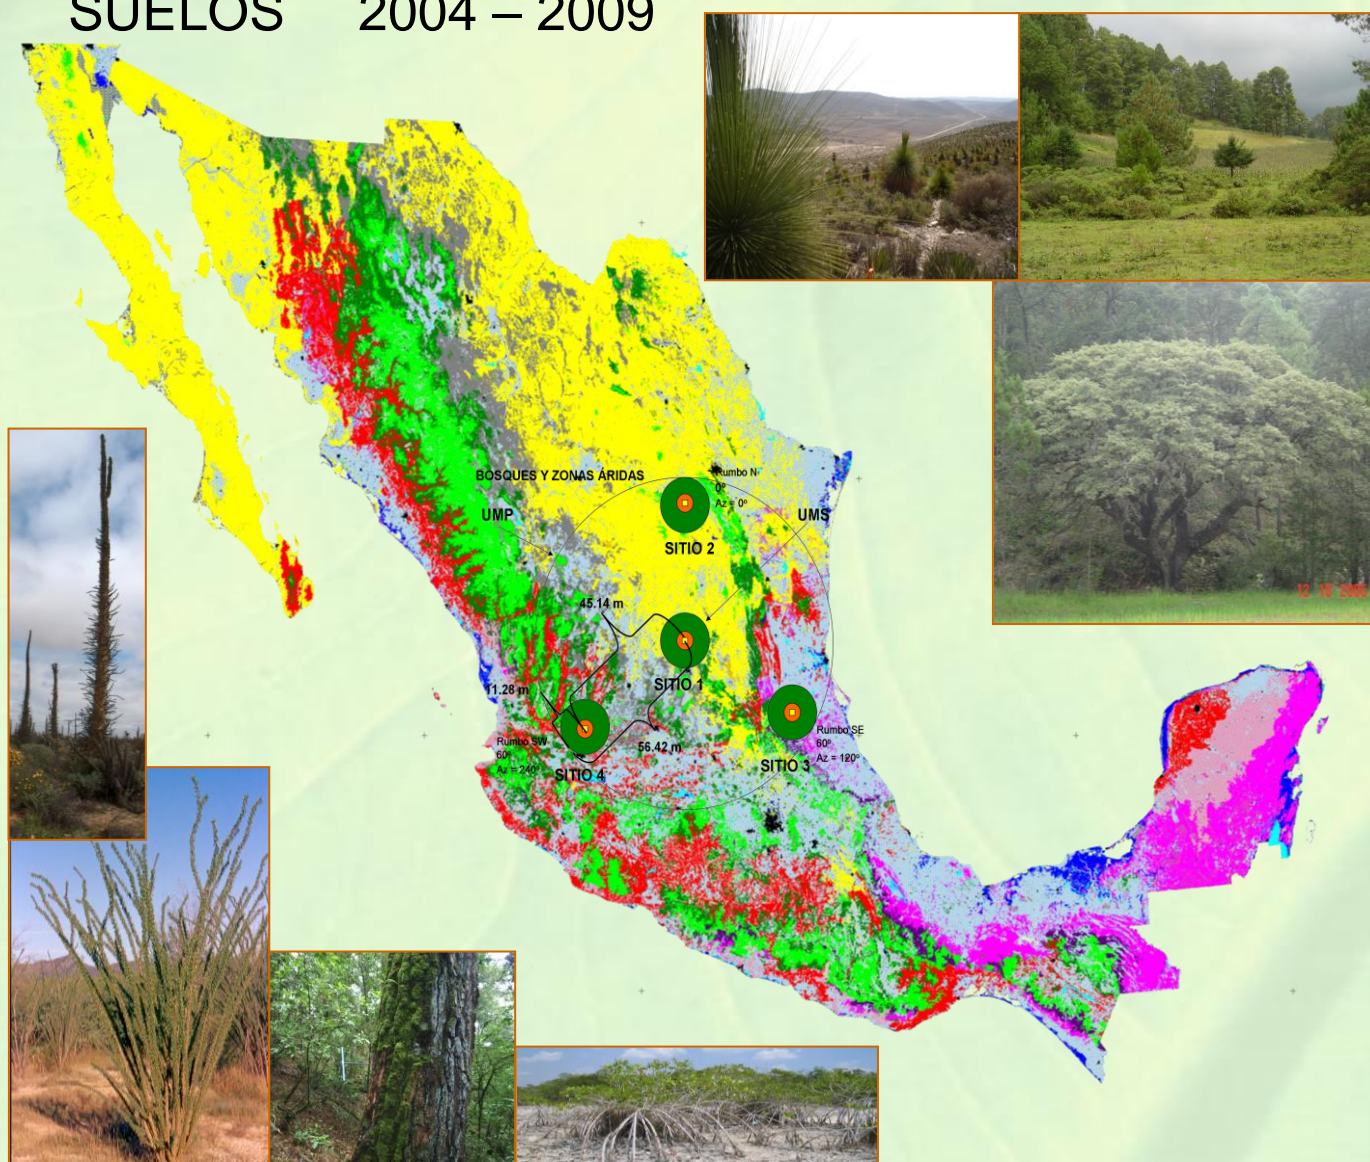 SUELOS 2004 – 2009
BOSQUES Y ZONAS ÁRIDAS
Rumbo N
0º
Az = 0º
UMP
UMS
SITIO 2
45.14 m
SITIO 1
11.28 m
Rumbo SW
60º
Az = 240º
56.42 m
SITIO 4
Rumbo SE
60º
Az = 120º
SITIO 3